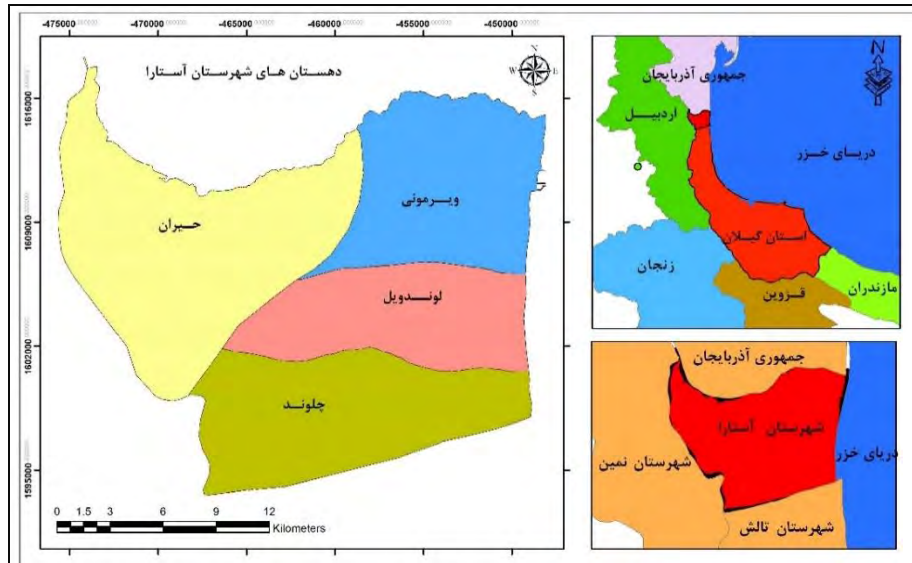 -475000 -470000 -465000 -460000 -455000 -450000
دهستان های شهرستان آستارا!
N
W E
S
1616000
1609000
1602000
1595000
ویرمونی
حیران
لوندویل
چلوند
0 1.5 3 6 9 12
Kilometers
N
جمهوری آذربایجان
اردبیل
دریای خزر
استان گیلان
زنجان
قزوین
مازندران
جمهوری آذربایجان
شهرستان آستارا
شهرستان نمین
دریای خزر
شهرستان تالش